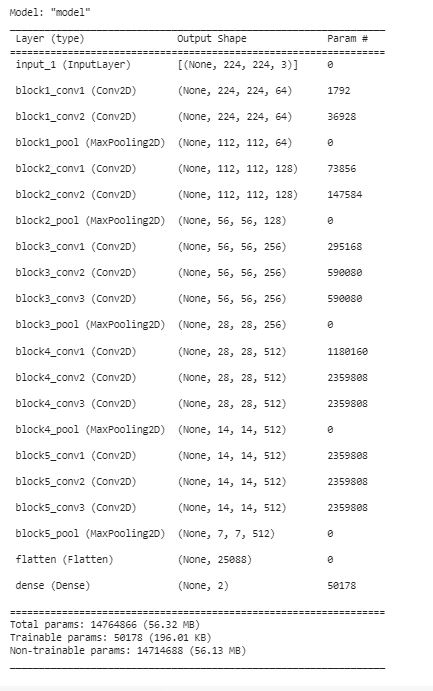 Model: "model"
Layer (type) Output Shape Param #
input_1 (InputLayer) [(None, 224, 224, 3)] 0
block1_conv1 (Conv2D) (None, 224, 224, 64) 1792
block1_conv2 (Conv2D) (None, 224, 224, 64) 36928
block1_pool (MaxPooling2D) (None, 112, 112, 64) 0
block2_conv1 (Conv2D) (None, 112, 112, 128) 73856
block2_conv2 (Conv2D) (None, 112, 112, 128) 147584
block2_pool (MaxPooling2D) (None, 56, 56, 128) 0
block3_conv1 (Conv2D) (None, 56, 56, 256) 295168
block3_conv2 (Conv2D) (None, 56, 56, 256) 590080
block3_conv3 (Conv2D) (None, 56, 56, 256) 590080
block3_pool (MaxPooling2D) (None, 28, 28, 256) 0
block4_conv1 (Conv2D) (None, 28, 28, 512) 1180160
block4_conv2 (Conv2D) (None, 28, 28, 512) 2359808
block4_conv3 (Conv2D) (None, 28, 28, 512) 2359808
block4_pool (MaxPooling2D) (None, 14, 14, 512) 0
block5_conv1 (Conv2D) (None, 14, 14, 512) 2359808
block5_conv2 (Conv2D) (None, 14, 14, 512) 2359808
block5_conv3 (Conv2D) (None, 14, 14, 512) 2359808
block5_pool (MaxPooling2D) (None, 7, 7, 512) 0
flatten (Flatten) (None, 25088) 0
dense (Dense) (None, 2) 50178
Total params: 14764866 (56.32 MB)
Trainable params: 50178 (196.01 KB)
Non-trainable params: 14714688 (56.13 MB)